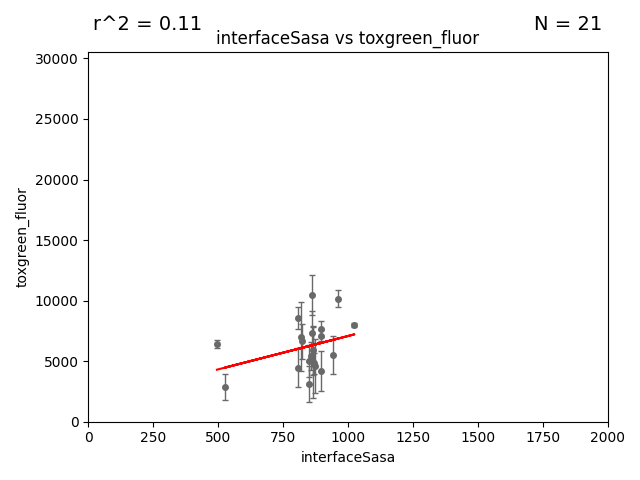 r^2 = 0.11
N = 21
interfaceSasa vs toxgreen_fluor
30000
25000
20000
15000
10000
5000
0
toxgreen_fluor
0 250 500 750 1000 1250 1500 1750 2000
interfaceSasa